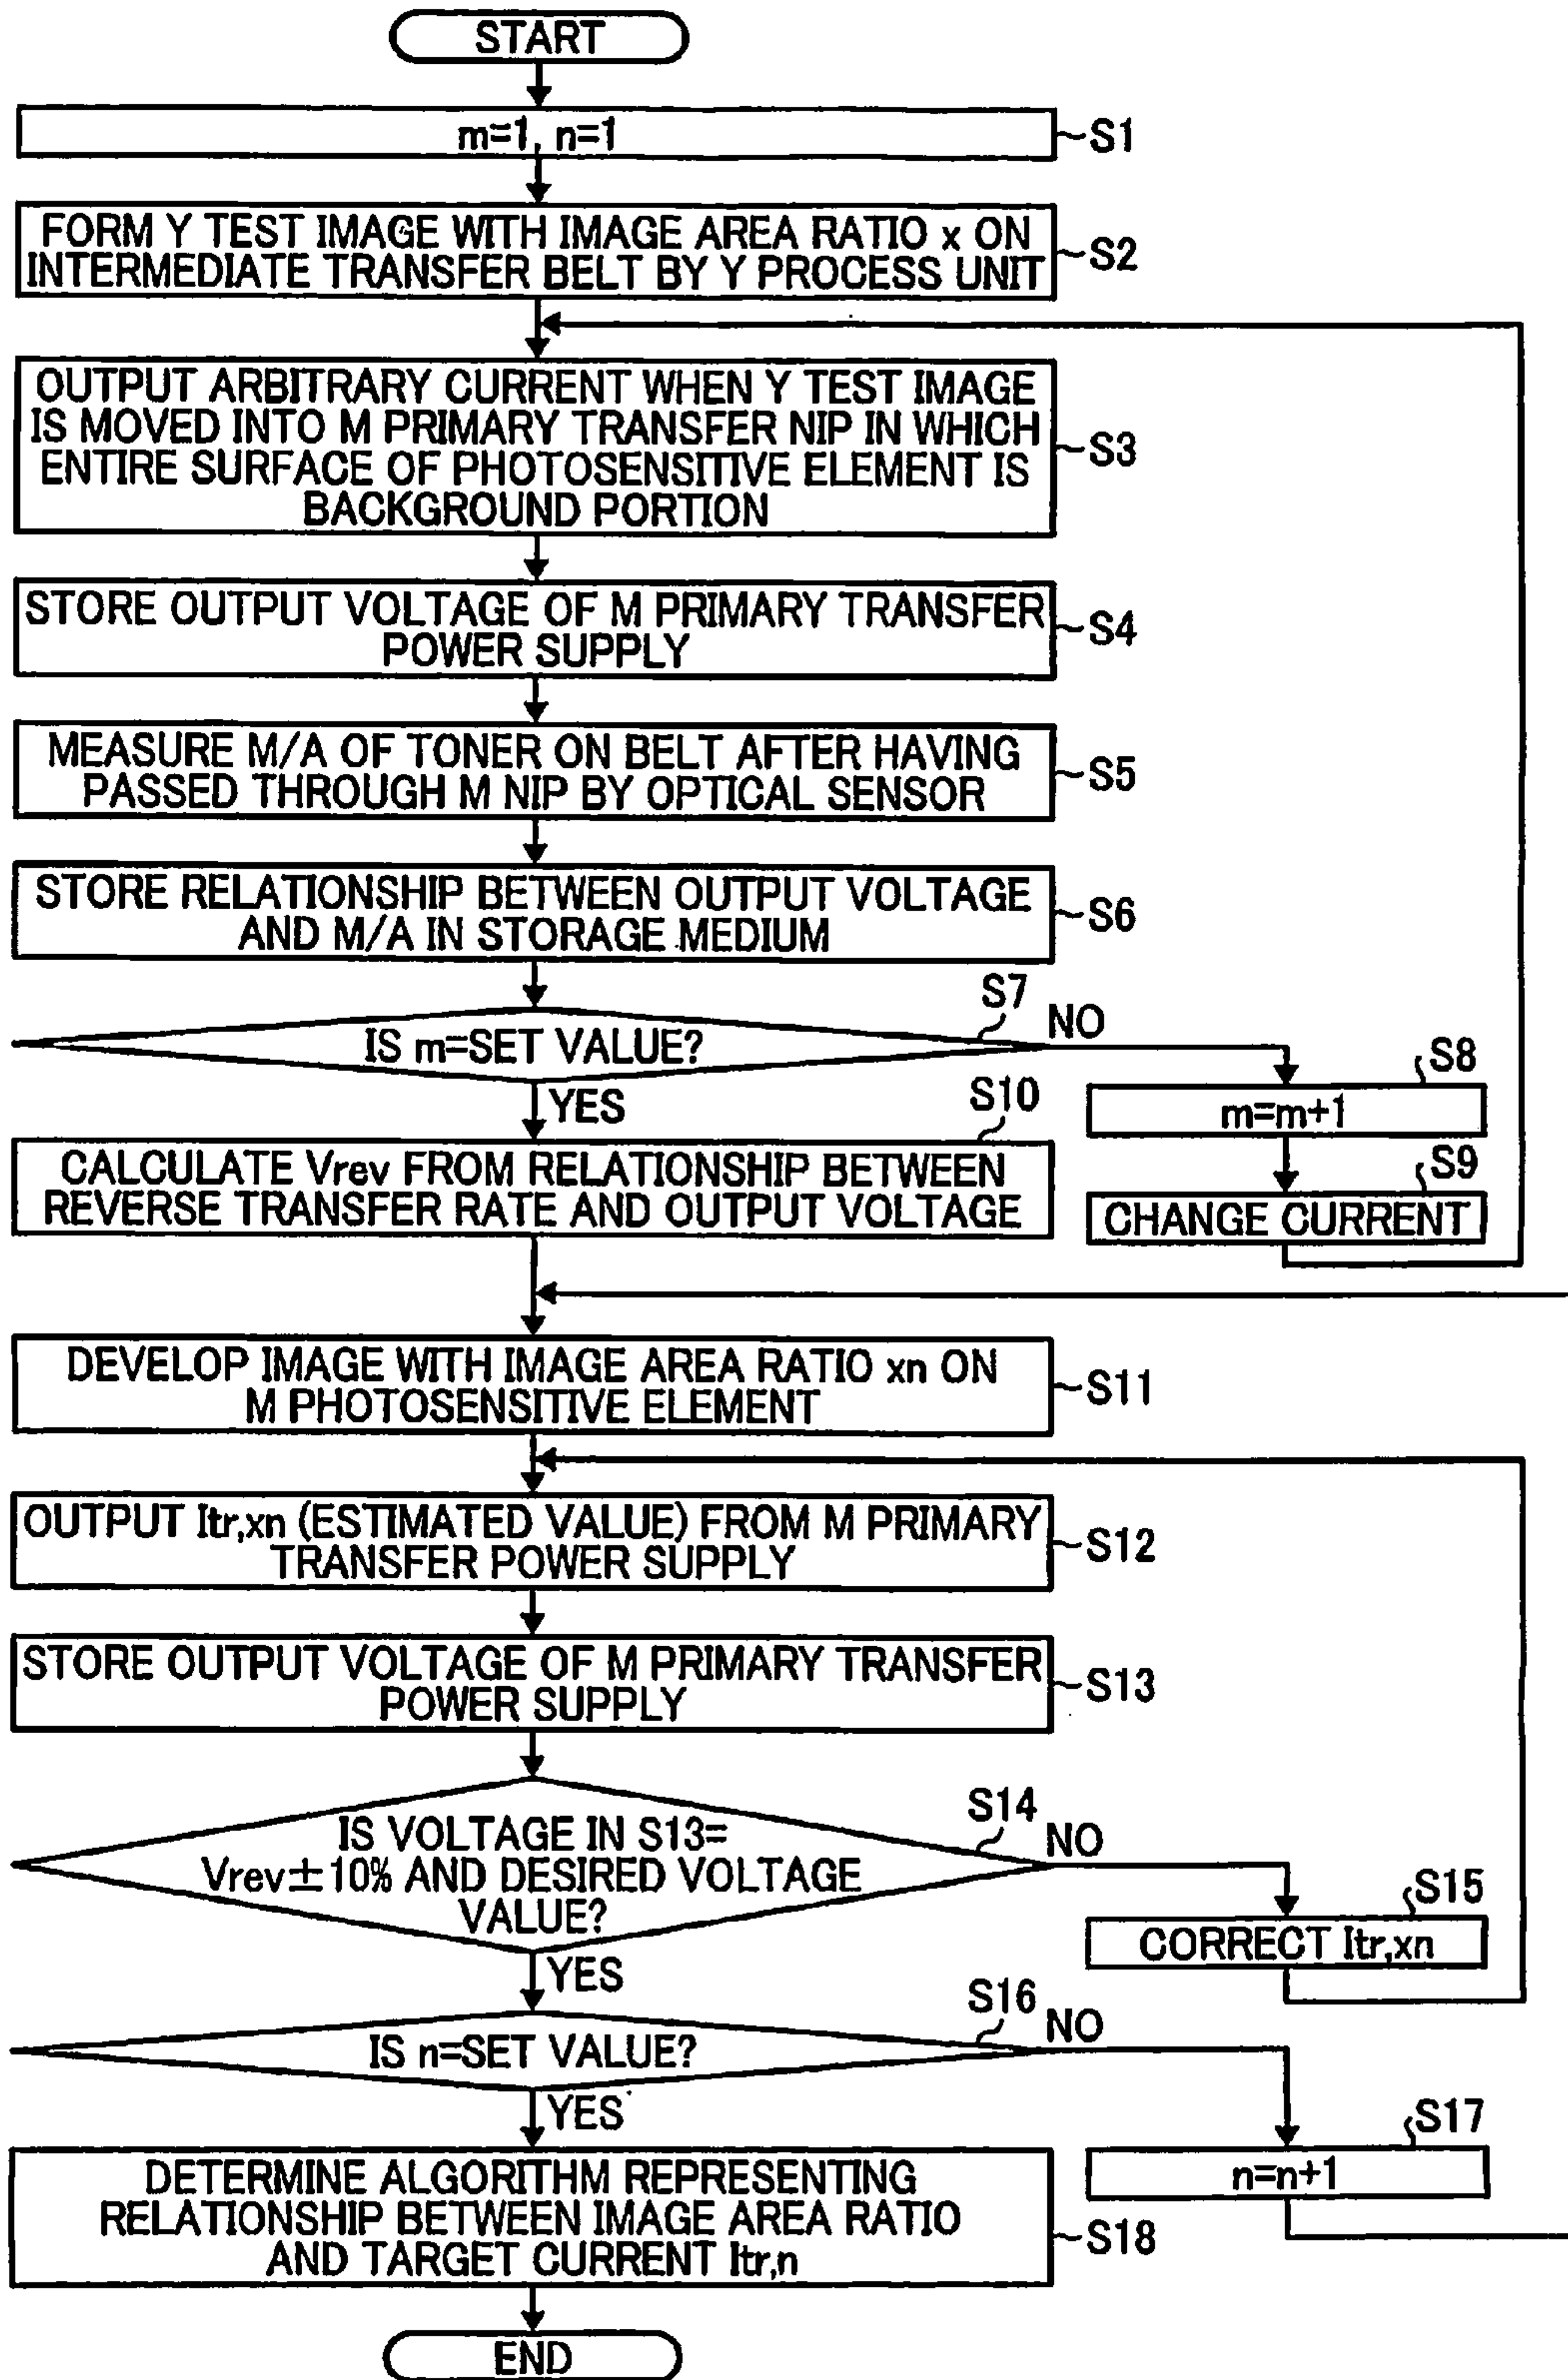 START
m=1, n=1
S1
FORM Y TEST IMAGE WITH IMAGE AREA RATIO x ON
INTERMEDIATE TRANSFER BELT BY Y PROCESS UNIT
S2
OUTPUT ARBITRARY CURRENT WHEN Y TEST IMAGE
IS MOVED INTO M PRIMARY TRANSFER NIP IN WHICH
ENTIRE SURFACE OF PHOTOSENSITIVE ELEMENT IS
BACKGROUND PORTION
S3
STORE OUTPUT VOLTAGE OF M PRIMARY TRANSFER
POWER SUPPLY
S4
MEASURE M/A OF TONER ON BELT AFTER HAVING
PASSED THROUGH M NIP BY OPTICAL SENSOR
S5
STORE RELATIONSHIP BETWEEN OUTPUT VOLTAGE
AND M/A IN STORAGE MEDIUM
S6
S7
IS m=SET VALUE?
NO
YES
S8
m=m+1
S9
CHANGE CURRENT
S10
CALCULATE Vrev FROM RELATIONSHIP BETWEEN
REVERSE TRANSFER RATE AND OUTPUT VOLTAGE
DEVELOP IMAGE WITH IMAGE AREA RATIO xn ON
M PHOTOSENSITIVE ELEMENT
S11
OUTPUT Itr,xn (ESTIMATED VALUE) FROM M PRIMARY
TRANSFER POWER SUPPLY
S12
STORE OUTPUT VOLTAGE OF M PRIMARY TRANSFER
POWER SUPPLY
S13
S14
IS VOLTAGE IN S13=
Vrev±10% AND DESIRED VOLTAGE
VALUE?
NO
YES
S15
CORRECT Itr,xn
S16
IS n=SET VALUE?
NO
YES
S17
n=n+1
DETERMINE ALGORITHM REPRESENTING
RELATIONSHIP BETWEEN IMAGE AREA RATIO
AND TARGET CURRENT Itr,n
S18
END